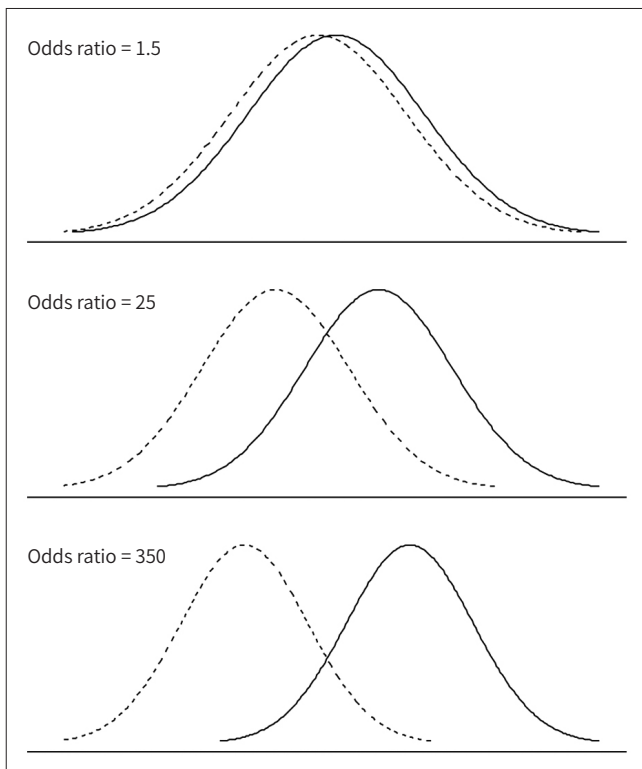 Odds ratio = 1.5
Odds ratio = 25
Odds ratio = 350